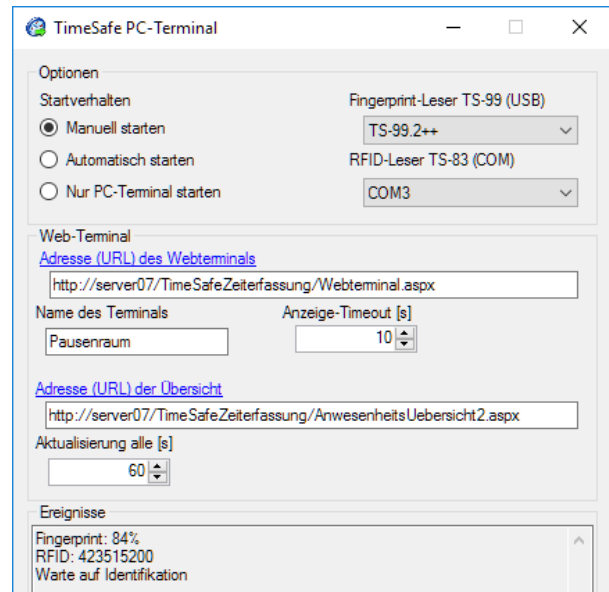 TimeSafe PC-Terminal
Optionen
Startverhalten
Fingerprint-Leser TS-99 (USB)
Manuell starten
TS-99.2++
Automatisch starten
RFID-Leser TS-83 (COM)
Nur PC-Terminal starten
COM3
Web-Terminal
Adresse (URL) des Webterminals
http://server07/TimeSafeZeiterfassung/Webterminal.aspx
Name des Terminals
Anzeige-Timeout [s]
Pausenraum
10
Adresse (URL) der Übersicht
http://server07/TimeSafeZeiterfassung/AnwesenheitsUebersicht2.aspx
Aktualisierung alle [s]
60
Ereignisse
Fingerprint: 84%
RFID: 423515200
Warte auf Identifikation